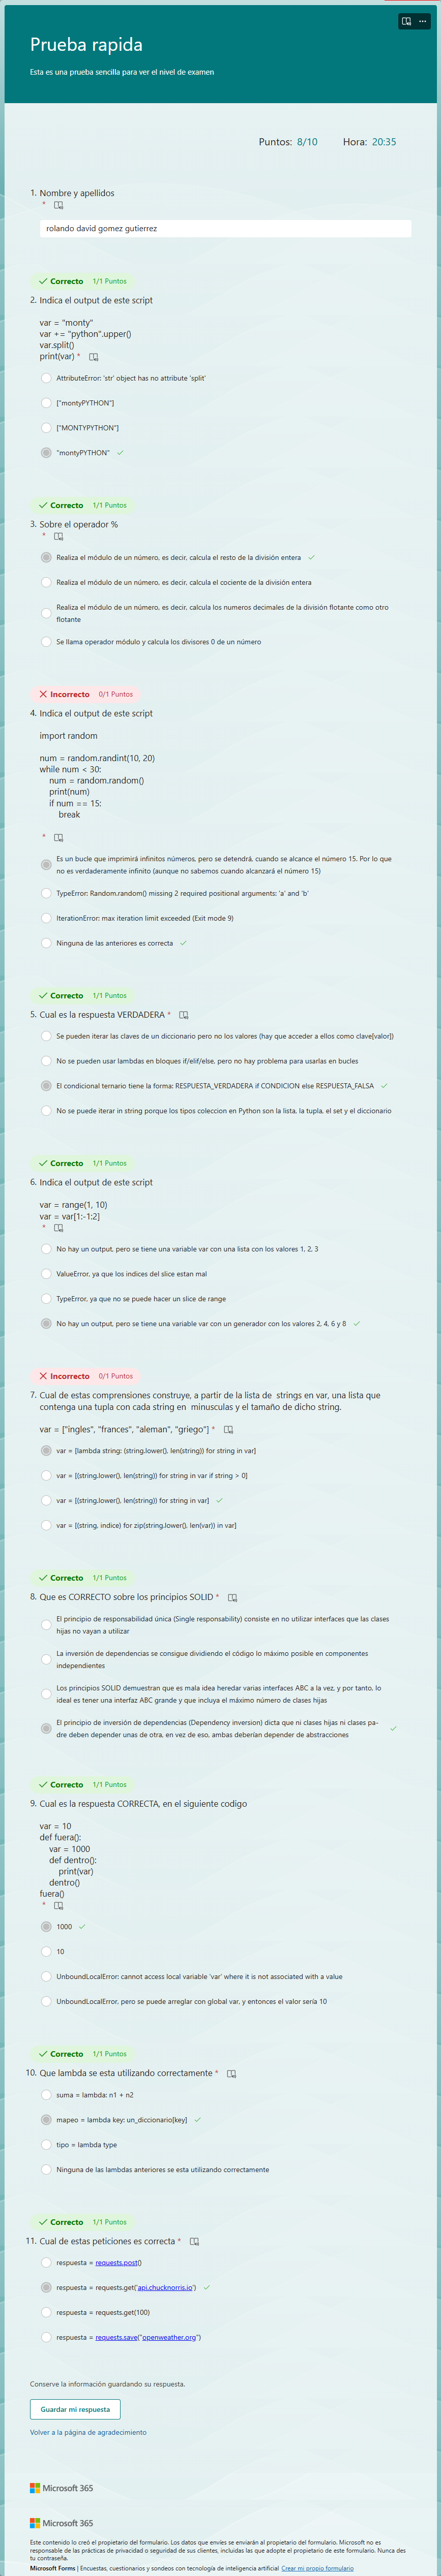 Prueba rapida
Esta es una prueba sencilla para ver el nivel de examen
Puntos: 8/10 Hora: 20:35
1. Nombre y apellidos
*
rolando david gomez gutierrez
Correcto 1/1 Puntos
2. Indica el output de este script
var = "monty"
var += "python".upper()
var.split()
print(var) *
AttributeError: 'str' object has no attribute 'split'
["montyPYTHON"]
["MONTYPYTHON"]
"montyPYTHON"
Correcto 1/1 Puntos
3. Sobre el operador %
*
Realiza el módulo de un número, es decir, calcula el resto de la división entera
Realiza el módulo de un número, es decir, calcula el cociente de la división entera
Realiza el módulo de un número, es decir, calcula los numeros decimales de la división flotante como otro
flotante
Se llama operador módulo y calcula los divisores 0 de un número
Incorrecto 0/1 Puntos
4. Indica el output de este script
import random
num = random.randint(10, 20)
while num < 30:
num = random.random()
print(num)
if num == 15:
break
*
Es un bucle que imprimirá infinitos números, pero se detendrá, cuando se alcance el número 15. Por lo que
no es verdaderamente infinito (aunque no sabemos cuando alcanzará el número 15)
TypeError: Random.random() missing 2 required positional arguments: 'a' and 'b'
IterationError: max iteration limit exceeded (Exit mode 9)
Ninguna de las anteriores es correcta
Correcto 1/1 Puntos
5. Cual es la respuesta VERDADERA *
Se pueden iterar las claves de un diccionario pero no los valores (hay que acceder a ellos como clave[valor])
No se pueden usar lambdas en bloques if/elif/else, pero no hay problema para usarlas en bucles
El condicional ternario tiene la forma: RESPUESTA_VERDADERA if CONDICION else RESPUESTA_FALSA
No se puede iterar in string porque los tipos coleccion en Python son la lista, la tupla, el set y el diccionario
Correcto 1/1 Puntos
6. Indica el output de este script
var = range(1, 10)
var = var[1:-1:2]
*
No hay un output, pero se tiene una variable var con una lista con los valores 1, 2, 3
ValueError, ya que los indices del slice estan mal
TypeError, ya que no se puede hacer un slice de range
No hay un output, pero se tiene una variable var con un generador con los valores 2, 4, 6 y 8
Incorrecto 0/1 Puntos
7. Cual de estas comprensiones construye, a partir de la lista de strings en var, una lista que
contenga una tupla con cada string en minusculas y el tamaño de dicho string.
var = ["ingles", "frances", "aleman", "griego"] *
var = [lambda string: (string.lower(), len(string)) for string in var]
var = [(string.lower(), len(string)) for string in var if string > 0]
var = [(string.lower(), len(string)) for string in var]
var = [(string, indice) for zip(string.lower(), len(var)) in var]
Correcto 1/1 Puntos
8. Que es CORRECTO sobre los principios SOLID *
El principio de responsabilidad única (Single responsability) consiste en no utilizar interfaces que las clases
hijas no vayan a utilizar
La inversión de dependencias se consigue dividiendo el código lo máximo posible en componentes
independientes
Los principios SOLID demuestran que es mala idea heredar varias interfaces ABC a la vez, y por tanto, lo
ideal es tener una interfaz ABC grande y que incluya el máximo número de clases hijas
El principio de inversión de dependencias (Dependency inversion) dicta que ni clases hijas ni clases pa-
dre deben depender unas de otra, en vez de eso, ambas deberían depender de abstracciones
Correcto 1/1 Puntos
9. Cual es la respuesta CORRECTA, en el siguiente codigo
var = 10
def fuera():
var = 1000
def dentro():
print(var)
dentro()
fuera()
*
1000
10
UnboundLocalError: cannot access local variable 'var' where it is not associated with a value
UnboundLocalError, pero se puede arreglar con global var, y entonces el valor sería 10
Correcto 1/1 Puntos
10. Que lambda se esta utilizando correctamente *
suma = lambda: n1 + n2
mapeo = lambda key: un_diccionario[key]
tipo = lambda type
Ninguna de las lambdas anteriores se esta utilizando correctamente
Correcto 1/1 Puntos
11. Cual de estas peticiones es correcta *
respuesta = requests.post()
respuesta = requests.get('api.chucknorris.io')
respuesta = requests.get(100)
respuesta = requests.save("openweather.org")
Conserve la información guardando su respuesta.
Guardar mi respuesta
Volver a la página de agradecimiento
Microsoft 365
Microsoft 365
Este contenido lo creó el propietario del formulario. Los datos que envíes se enviarán al propietario del formulario. Microsoft no es
responsable de las prácticas de privacidad o seguridad de sus clientes, incluidas las que adopte el propietario de este formulario. Nunca des
tu contraseña.
Microsoft Forms | Encuestas, cuestionarios y sondeos con tecnología de inteligencia artificial Crear mi propio formulario